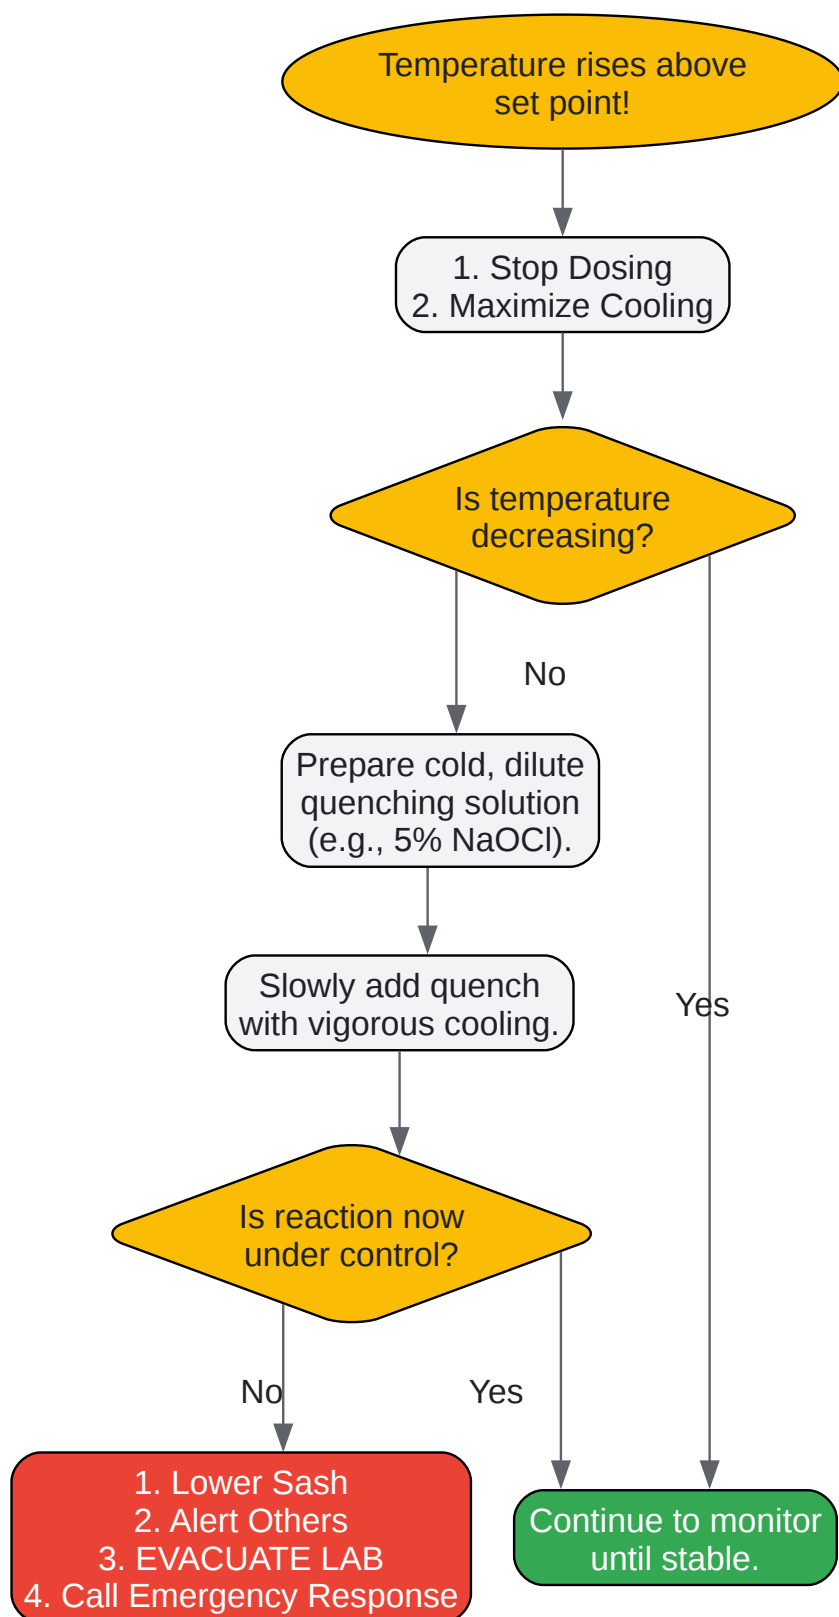 Temperature rises above
set point!
1. Stop Dosing
2. Maximize Cooling
Is temperature
decreasing?
No
Prepare cold, dilute
quenching solution
(e.g., 5% NaOCl).
Slowly add quench
with vigorous cooling.
Yes
Is reaction now
under control?
No
Yes
1. Lower Sash
2. Alert Others
3. EVACUATE LAB
4. Call Emergency Response
Continue to monitor
until stable.